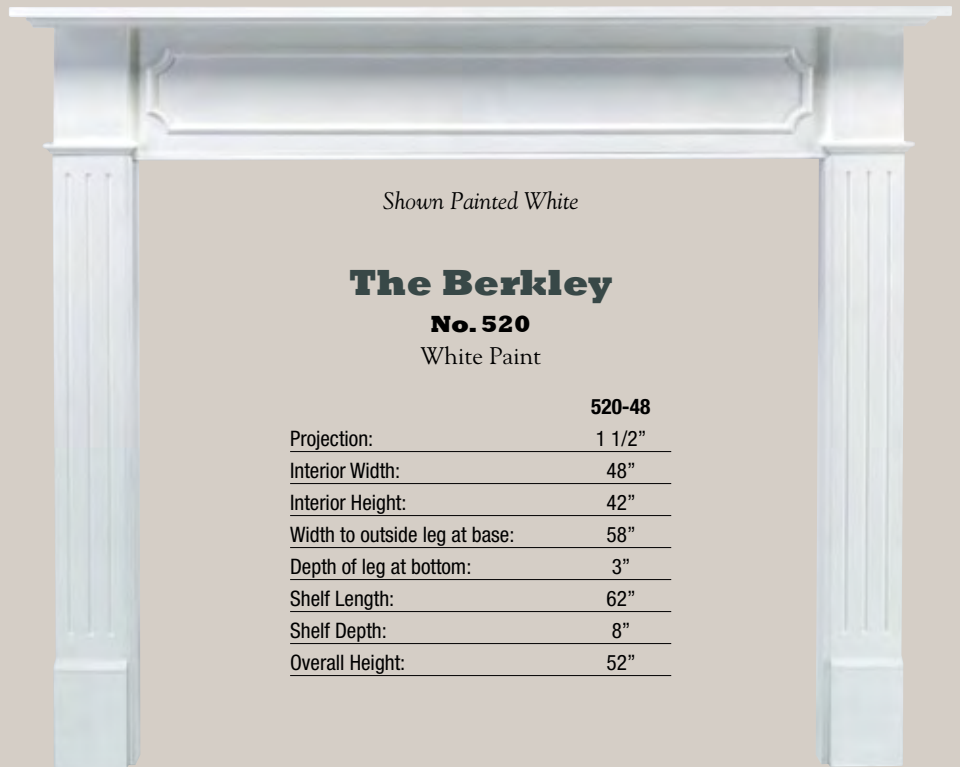 Shown Painted White
The Berkley
No. 520
White Paint
520-48
Projection: 1 1/2”
Interior Width: 48”
Interior Height: 42”
Width to outside leg at base: 58”
Depth of leg at bottom: 3”
Shelf Length: 62”
Shelf Depth: 8”
Overall Height: 52”